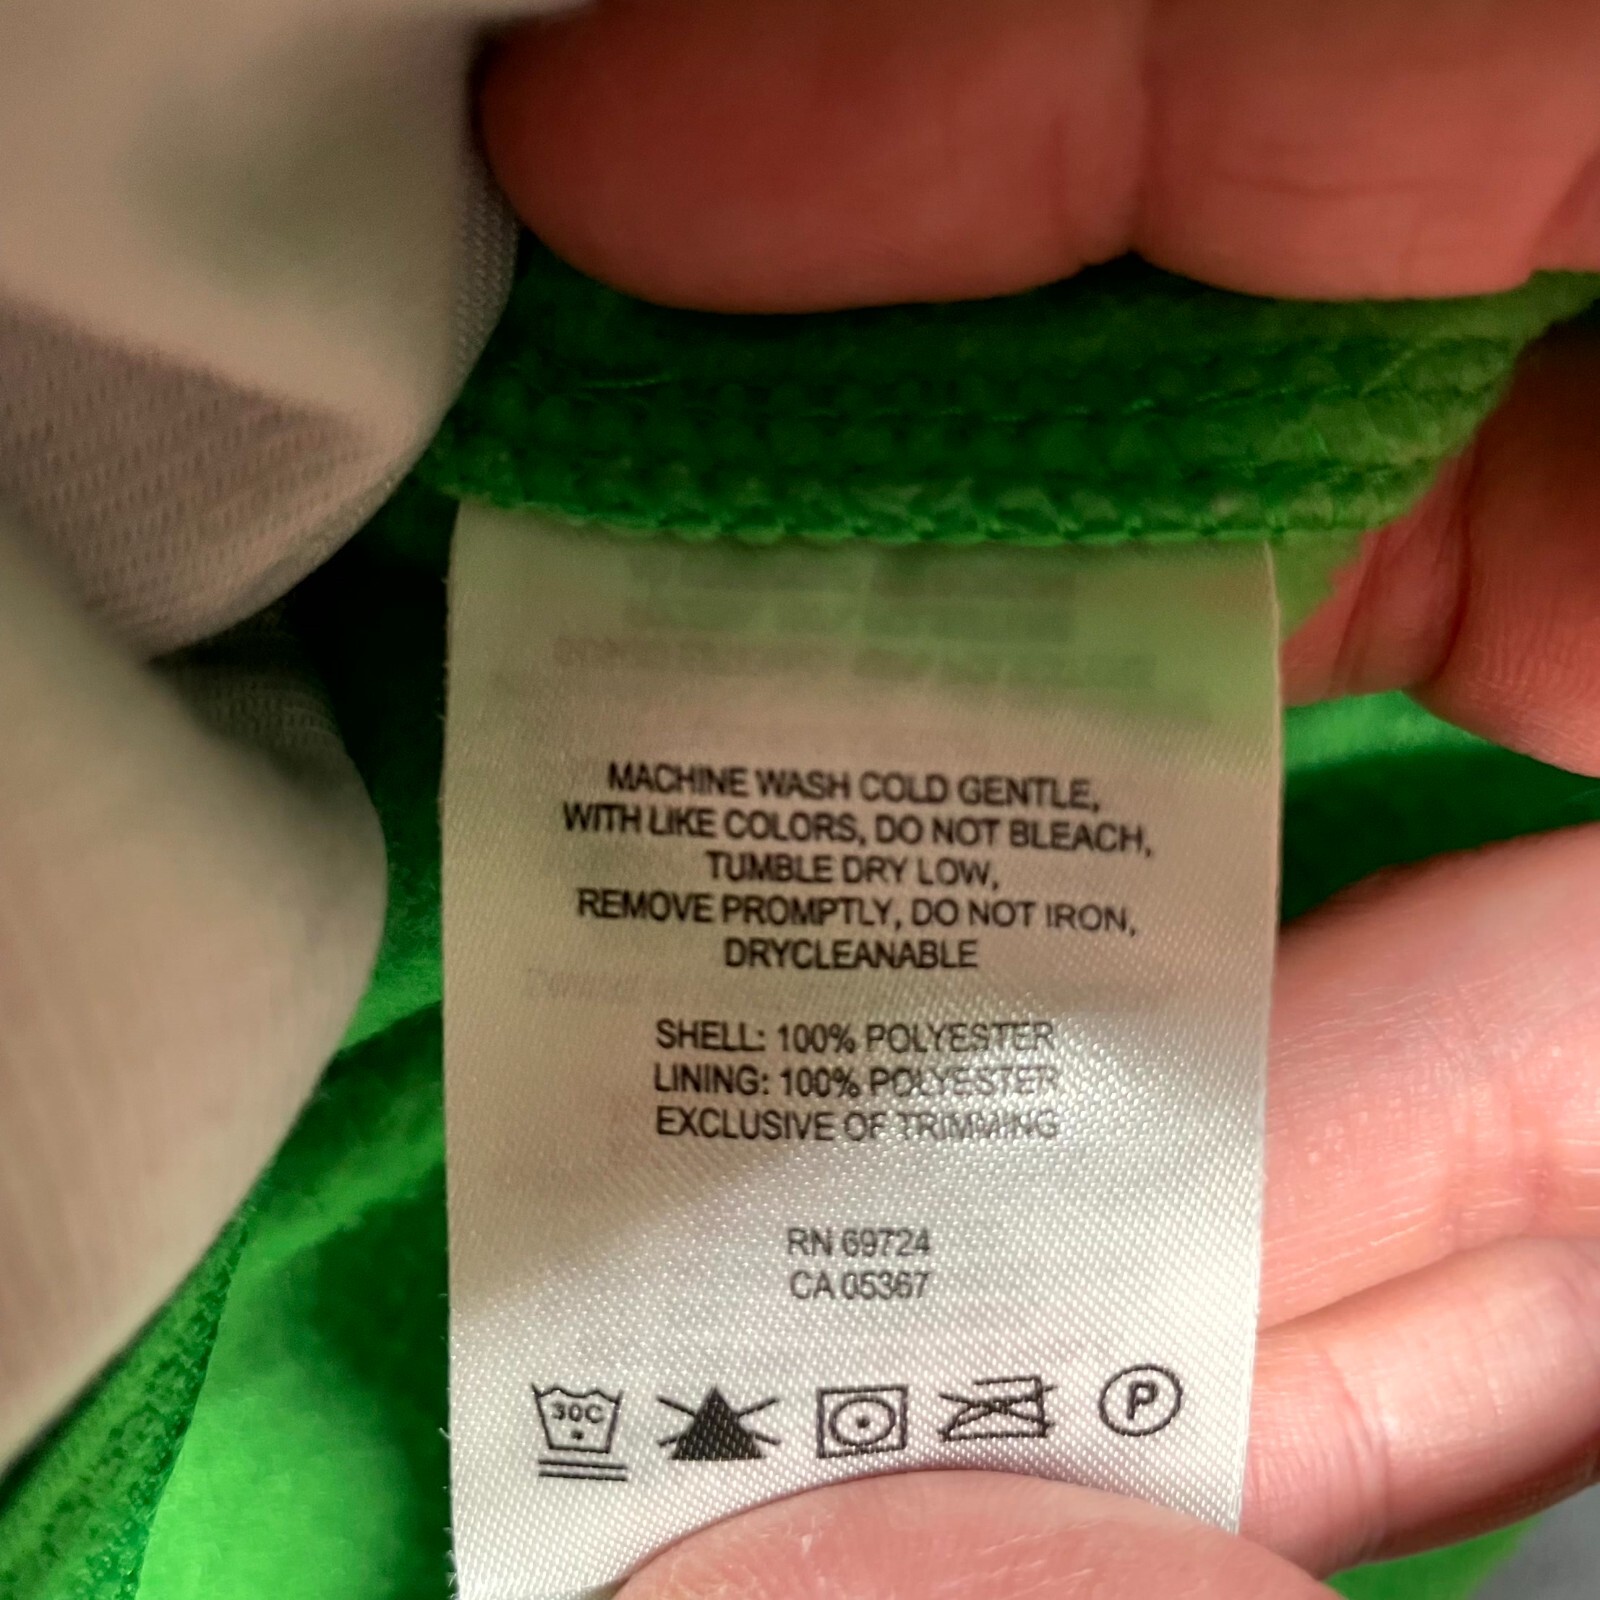 MACHINE WASH COLD GENTLE,
WITH LIKE COLORS, DO NOT BLEACH,
TUMBLE DRY LOW,
REMOVE PROMPTLY, DO NOT IRON,
DRYCLEANABLE
SHELL: 100% POLYESTER
LINING: 100% POLYESTER
EXCLUSIVE OF TRIMMING
RN 69724
CA 05367
30C
P